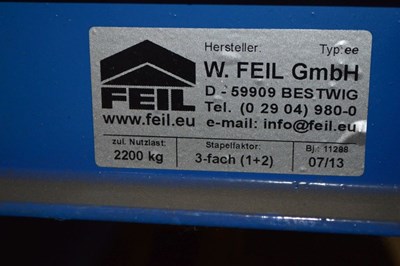 Hersteller: Typ: ee
W. FEIL GmbH
D - 59909 BESTWIG
Tel. (0 29 04) 980-0
e-mail: info@feil.eu
FEIL
www.feil.eu
zul. Nutzlast: Stapelfaktor: Bj.: 11288
2200 kg 3-fach (1+2) 07/13